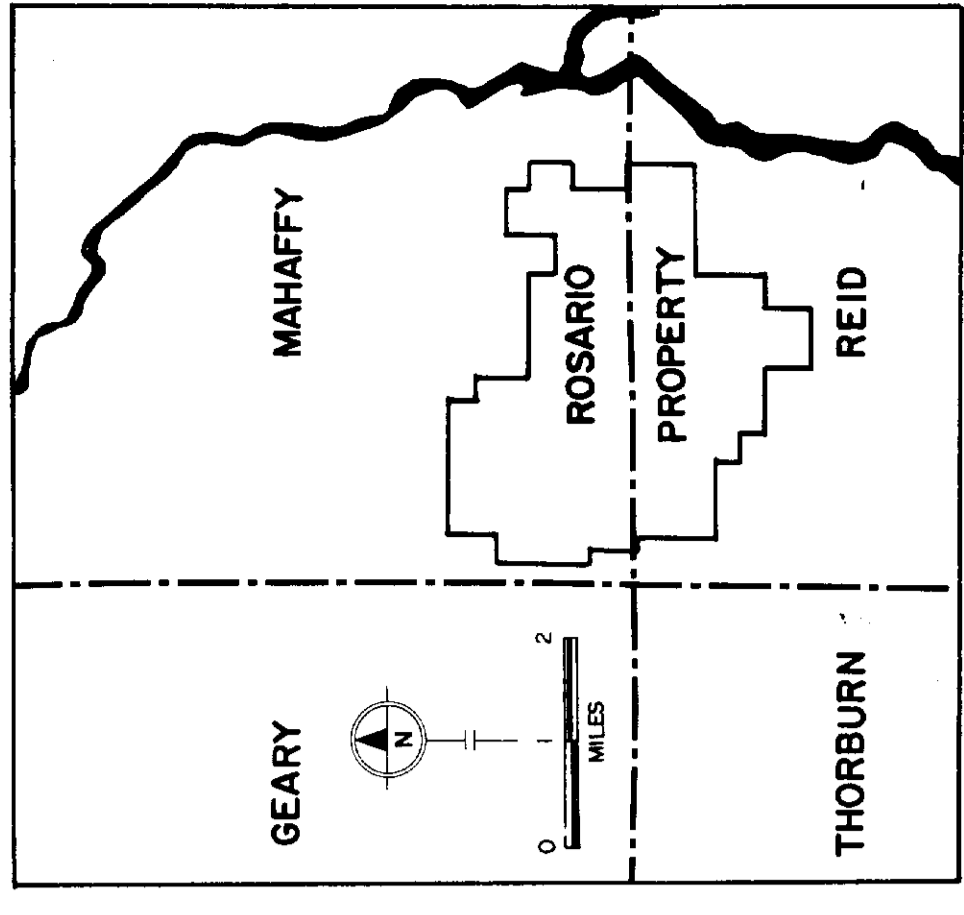 GEARY
MAHAFFY
N
0 1 2
MILES
ROSARIO
PROPERTY
THORBURN
REID